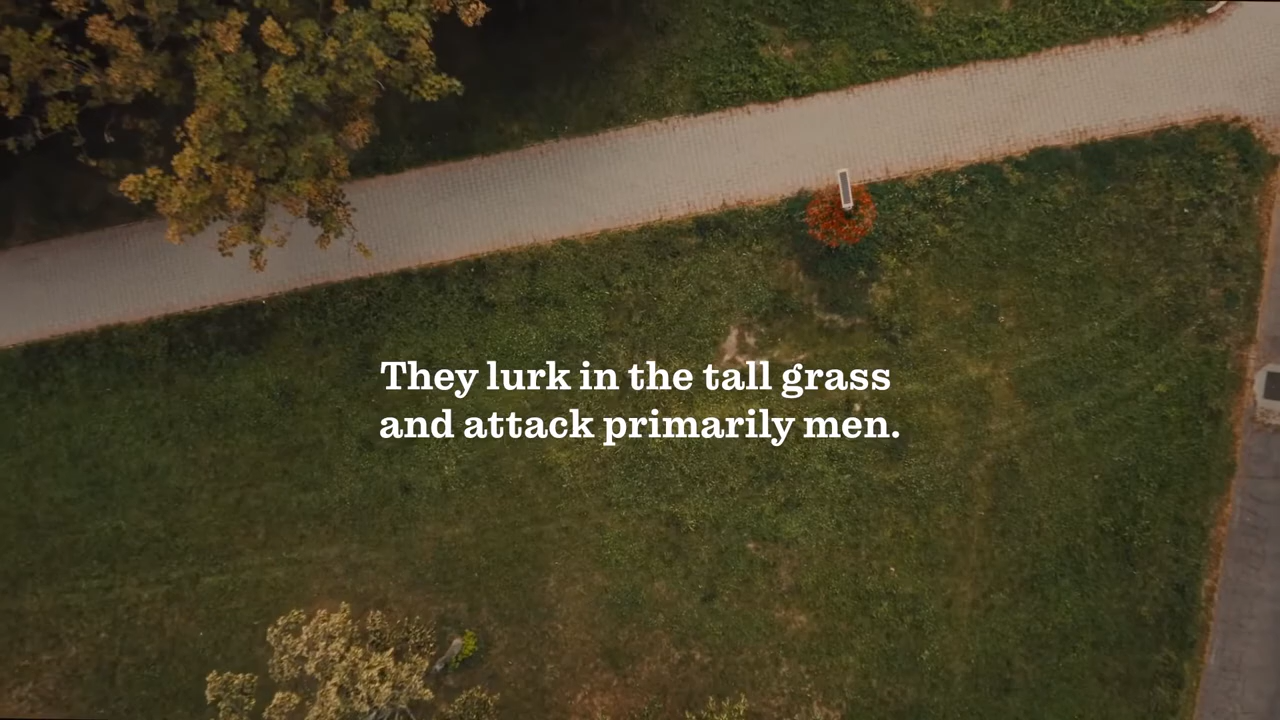 They lurk in the tall grass
and attack primarily men.